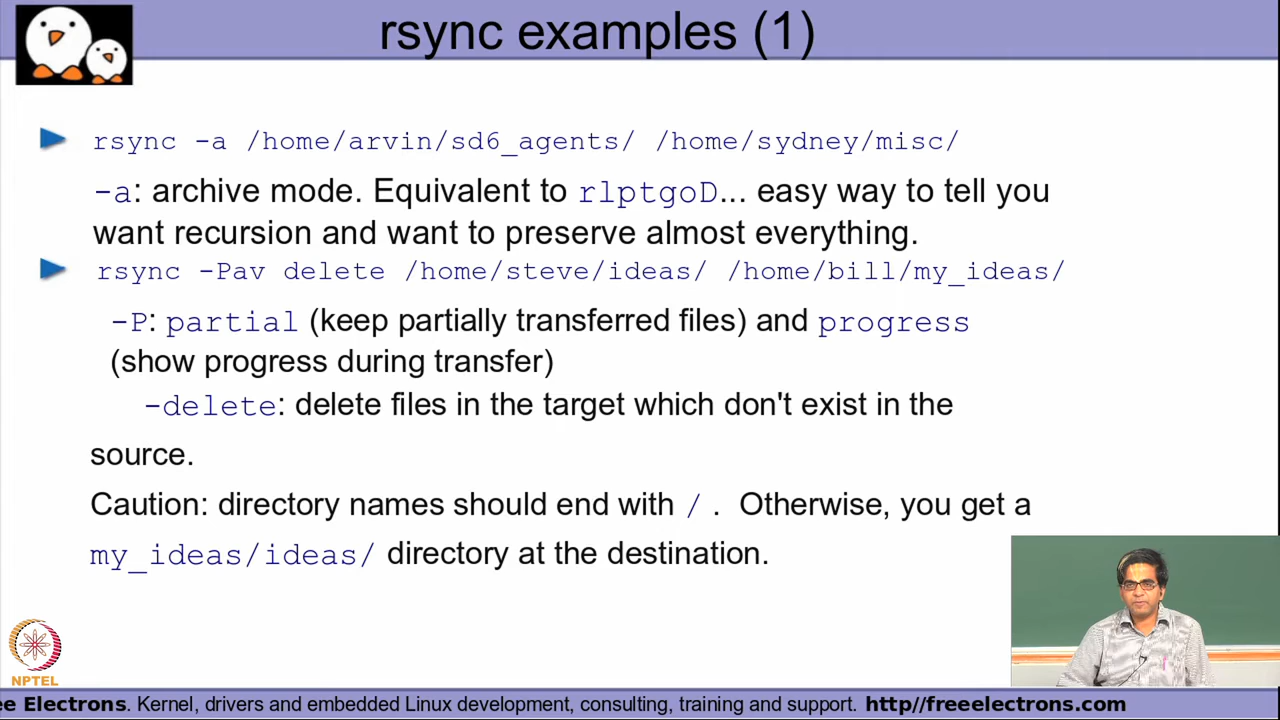 rsync examples (1)
rsync -a /home/arvin/sd6_agents/ /home/sydney/misc/
-a: archive mode. Equivalent to rlptgoD... easy way to tell you
want recursion and want to preserve almost everything.
rsync -Pav delete /home/steve/ideas/ /home/bill/my_ideas/
-P: partial (keep partially transferred files) and progress
(show progress during transfer)
-delete: delete files in the target which don't exist in the
source.
Caution: directory names should end with / . Otherwise, you get a
my_ideas/ideas/ directory at the destination.
NPTEL
ee Electrons. Kernel, drivers and embedded Linux development, consulting, training and support. http//freeelectrons.com